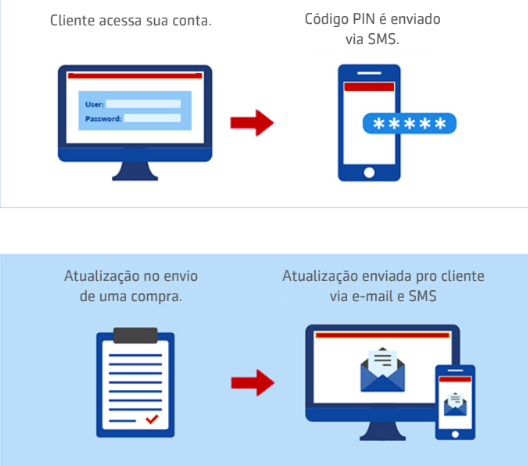 Cliente acessa sua conta.
Código PIN é enviado
via SMS.
User:
Password:
*****
Atualização no envio
de uma compra.
Atualização enviada pro cliente
via e-mail e SMS